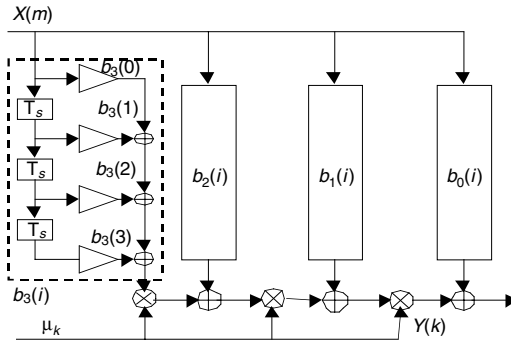 X(m)
b₃(0)
Tₛ
b₃(1)
Tₛ
b₃(2)
Tₛ
b₃(3)
b₂(i)
b₁(i)
b₀(i)
b₃(i)
μₖ
Y(k)